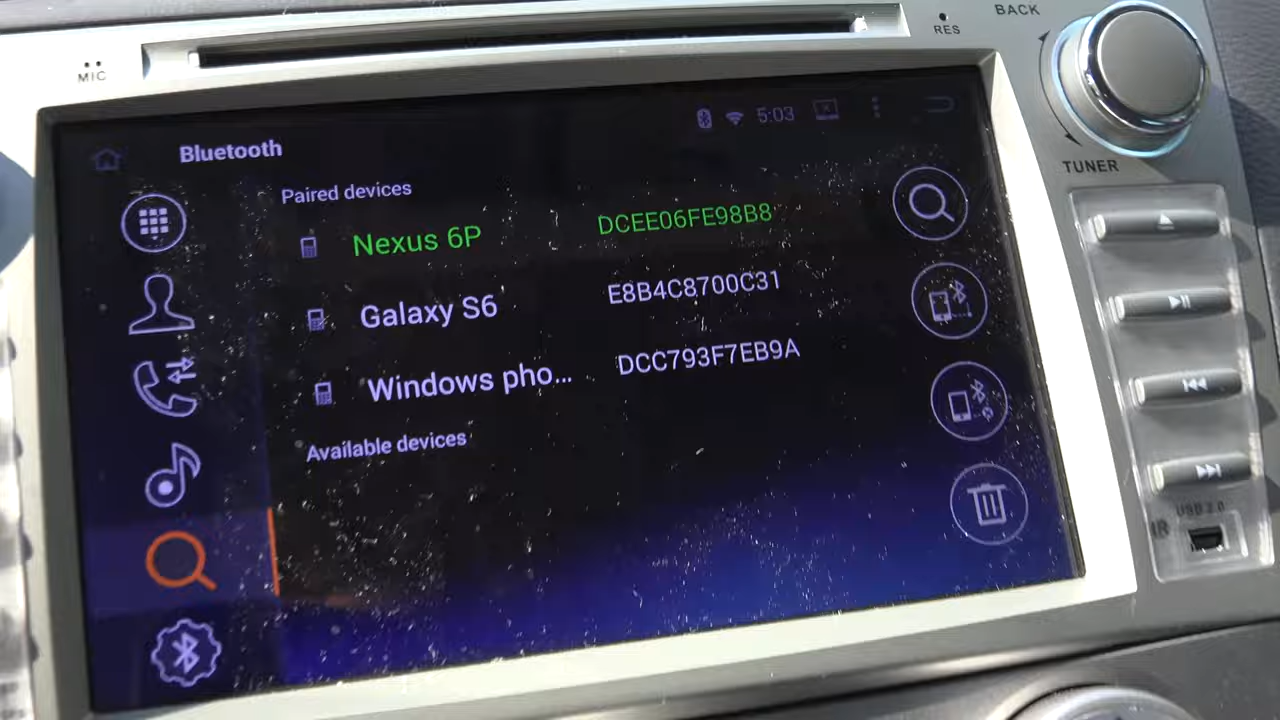 BACK
RES
MIC
TUNER
5:03
Bluetooth
Paired devices
Nexus 6P DCEE06FE98B8
Galaxy S6 E8B4C8700C31
Windows pho... DCC793F7EB9A
Available devices
USB 2.0
IR